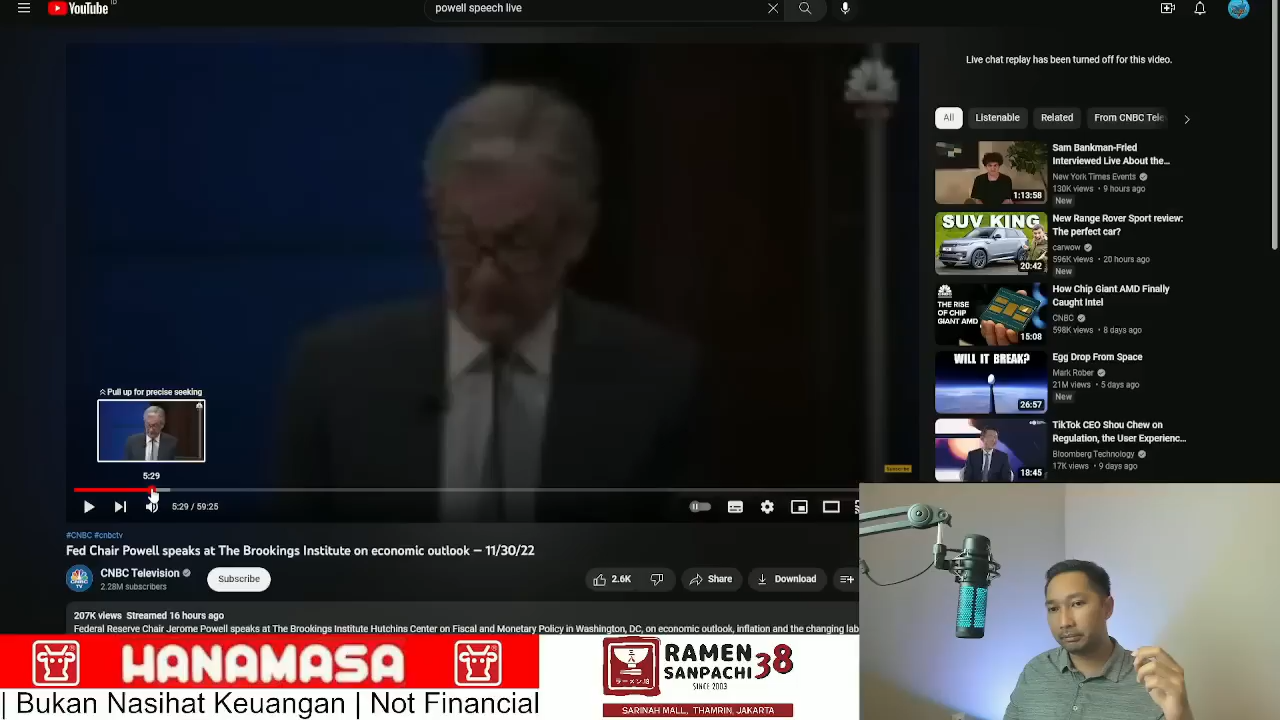 YouTube
ID
powell speech live
Live chat replay has been turned off for this video.
All
Listenable
Related
From CNBC Tele
Sam Bankman-Fried
Interviewed Live About the...
New York Times Events
130K views • 9 hours ago
New
1:13:58
SUV KING
20:42
New Range Rover Sport review:
The perfect car?
carwow
596K views • 20 hours ago
New
THE RISE OF CHIP GIANT AMD
15:08
How Chip Giant AMD Finally
Caught Intel
CNBC
598K views • 8 days ago
WILL IT BREAK?
26:57
Egg Drop From Space
Mark Rober
21M views • 5 days ago
New
18:45
TikTok CEO Shou Chew on
Regulation, the User Experienc...
Bloomberg Technology
17K views • 9 days ago
Pull up for precise seeking
5:29
Subscribe
5:29 / 59:25
#CNBC #cnbctv
Fed Chair Powell speaks at The Brookings Institute on economic outlook — 11/30/22
CNBC Television
2.28M subscribers
Subscribe
2.6K
Share
Download
207K views Streamed 16 hours ago
Federal Reserve Chair Jerome Powell speaks at The Brookings Institute Hutchins Center on Fiscal and Monetary Policy in Washington, DC, on economic outlook, inflation and the changing lab
HANAMASA
RAMEN
SANPACHI 38
SINCE 2003
SARINAH MALL, THAMRIN, JAKARTA
| Bukan Nasihat Keuangan | Not Financial